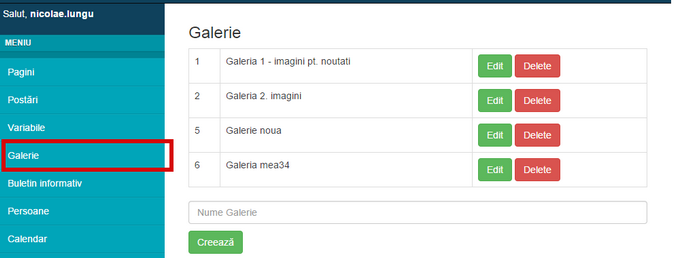 Salut, nicolae.lungu
MENIU
Pagini
Postări
Variabile
Galerie
Buletin informativ
Persoane
Calendar
Galerie
1 Galeria 1 - imagini pt. noutati Edit Delete
2 Galeria 2. imagini Edit Delete
5 Galerie noua Edit Delete
6 Galeria mea34 Edit Delete
Nume Galerie
Creează